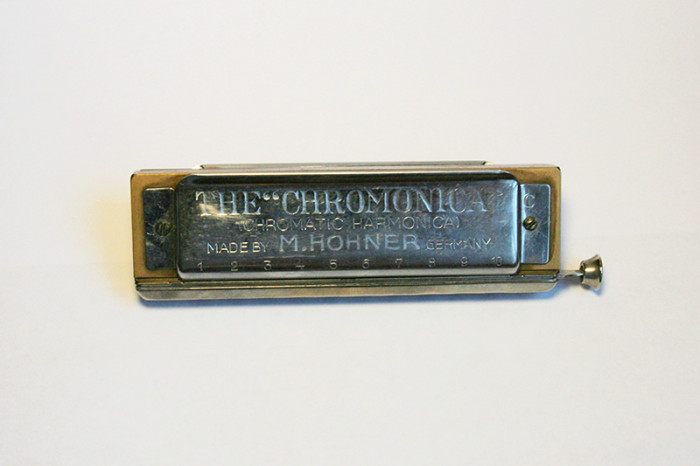 THE "CHROMONICA"
(CHROMATIC HARMONICA)
MADE BY M. HOHNER GERMANY
1 2 3 4 5 6 7 8 9 10
C